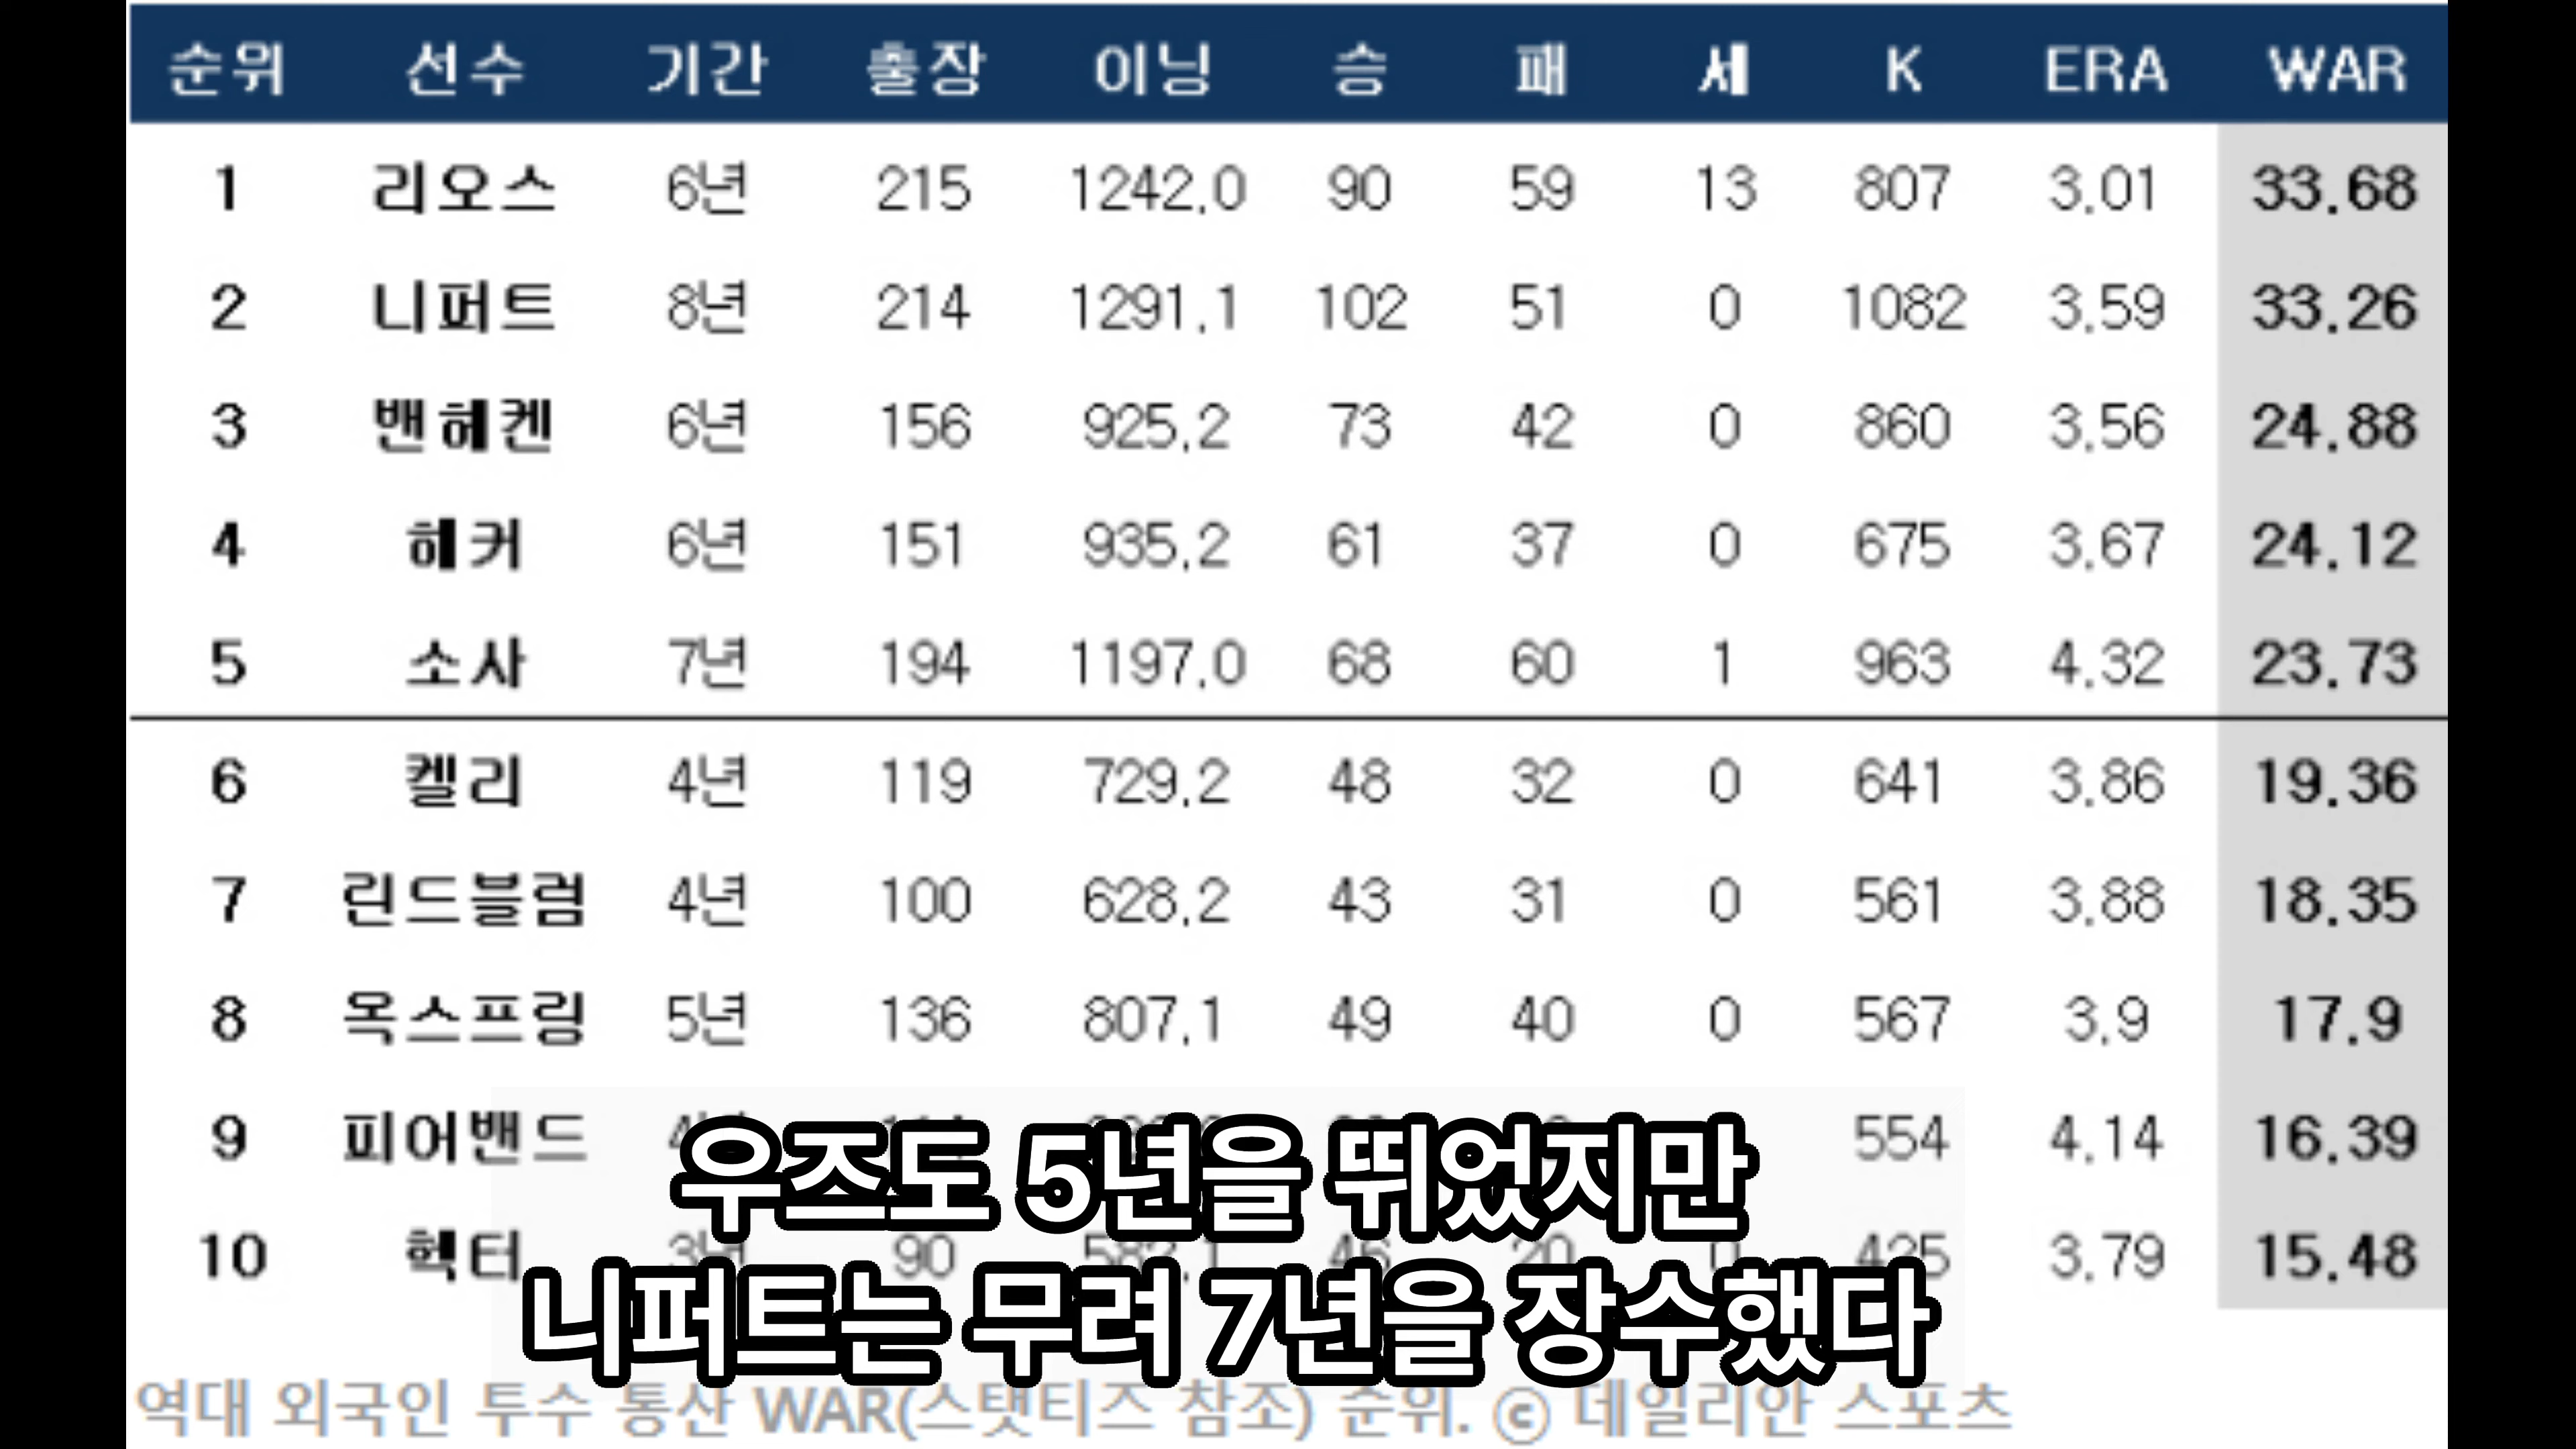 순위 선수 기간 출장 이닝 승 패 세 K ERA WAR
1 리오스 6년 215 1242.0 90 59 13 807 3.01 33.68
2 니퍼트 8년 214 1291.1 102 51 0 1082 3.59 33.26
3 밴헤켄 6년 156 925.2 73 42 0 860 3.56 24.88
4 해커 6년 151 935.2 61 37 0 675 3.67 24.12
5 소사 7년 194 1197.0 68 60 1 963 4.32 23.73
6 켈리 4년 119 729.2 48 32 0 641 3.86 19.36
7 린드블럼 4년 100 628.2 43 31 0 561 3.88 18.35
8 옥스프링 5년 136 807.1 49 40 0 567 3.9 17.9
9 피어밴드 554 4.14 16.39
10 헥터 3년 90 582.1 46 20 0 425 3.79 15.48
우즈도 5년을 뛰었지만
니퍼트는 무려 7년을 장수했다
역대 외국인 투수 통산 WAR(스탯티즈 참조) 순위. ⓒ 데일리안 스포츠